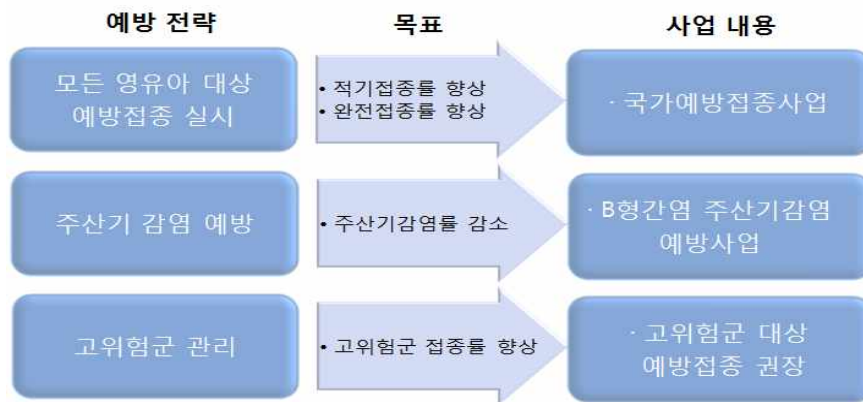 예방 전략
목표
사업 내용
모든 영유아 대상
예방접종 실시
• 적기접종률 향상
• 완전접종률 향상
· 국가예방접종사업
주산기 감염 예방
• 주산기감염률 감소
· B형간염 주산기감염
예방사업
고위험군 관리
• 고위험군 접종률 향상
· 고위험군 대상
예방접종 권장